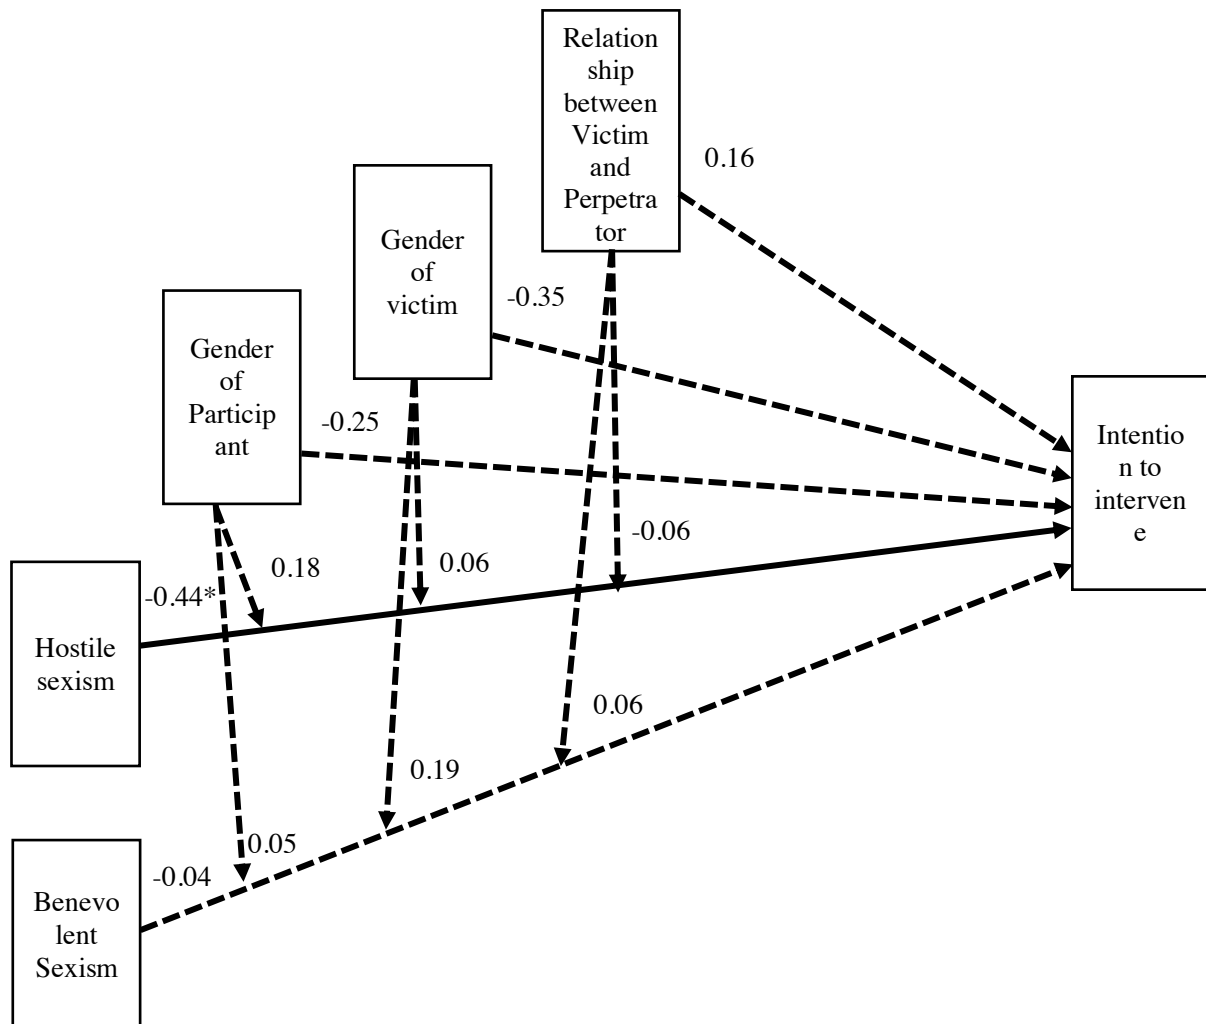 Relation
ship
between
Victim
and
Perpetra
tor
0.16
Gender
of
victim
-0.35
Gender
of
Particip
ant
-0.25
Intentio
n to
interven
e
-0.06
0.06
0.18
-0.44*
Hostile
sexism
0.06
0.19
0.05
-0.04
Benevo
lent
Sexism